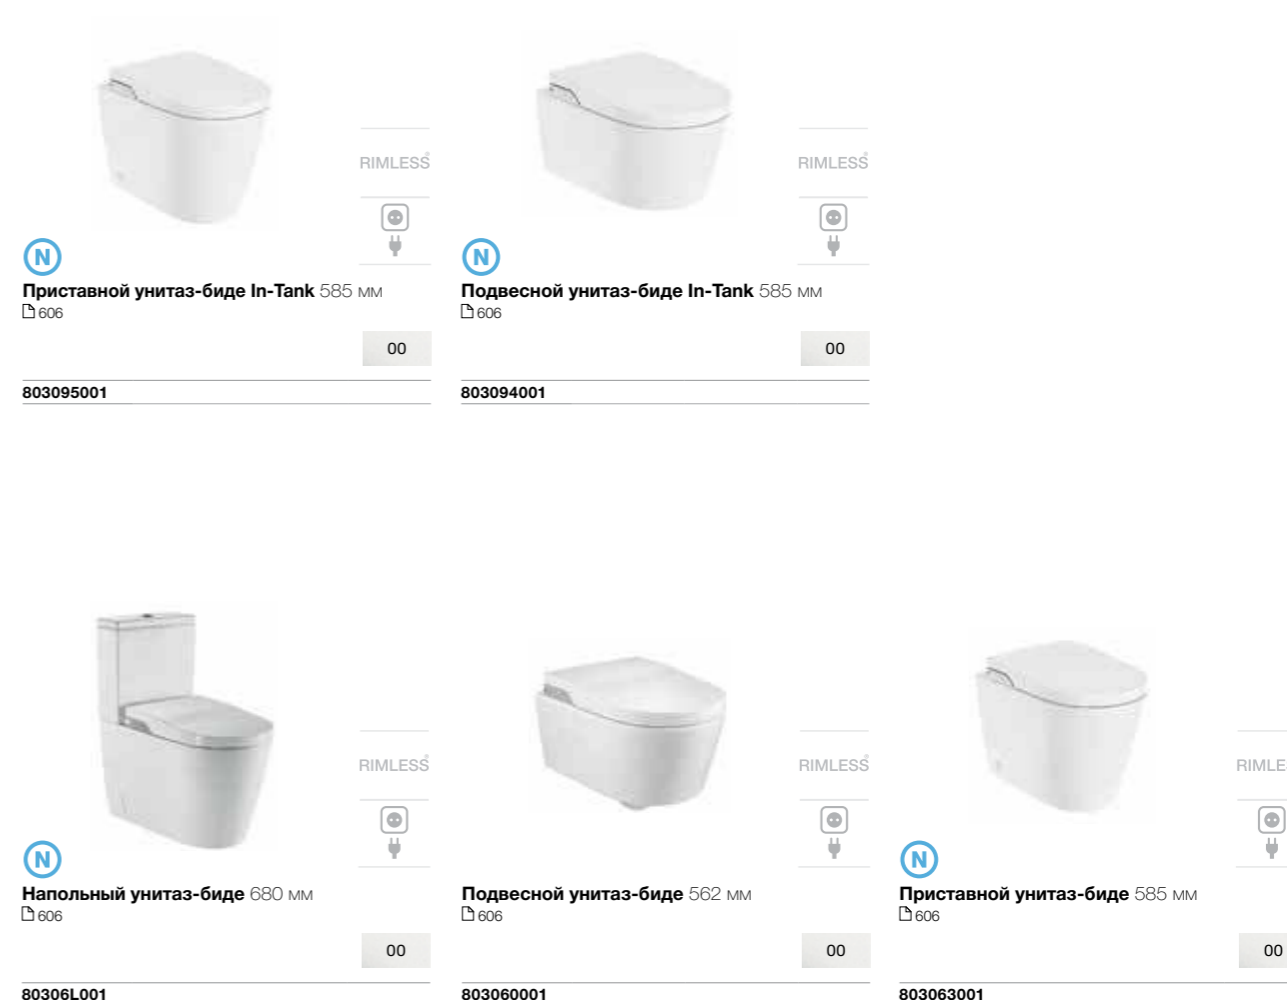 RIMLESS®
N
Приставной унитаз-биде In-Tank 585 мм
606
00
803095001
RIMLESS®
N
Подвесной унитаз-биде In-Tank 585 мм
606
00
803094001
RIMLESS®
N
Напольный унитаз-биде 680 мм
606
00
80306L001
RIMLESS®
Подвесной унитаз-биде 562 мм
606
00
803060001
RIMLE
N
Приставной унитаз-биде 585 мм
606
00
803063001